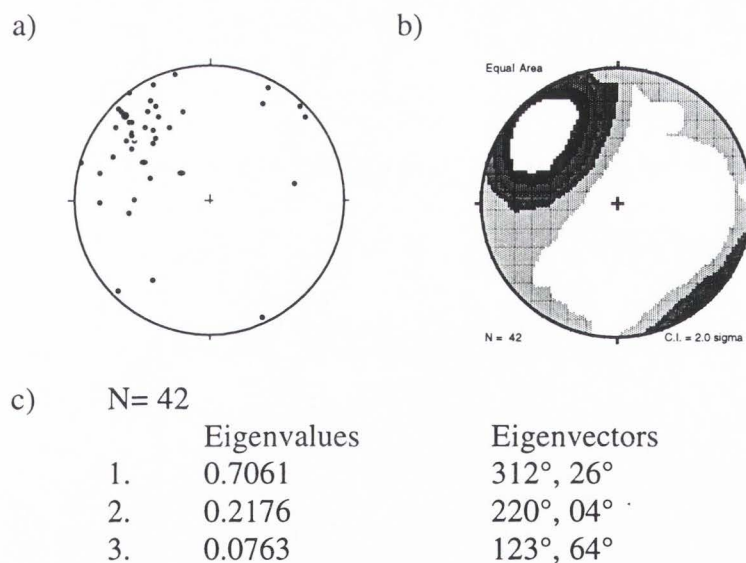 a)
b)
Equal Area
N = 42
C.I. = 2.0 sigma
c) N= 42
Eigenvalues Eigenvectors
1. 0.7061 312°, 26°
2. 0.2176 220°, 04°
3. 0.0763 123°, 64°